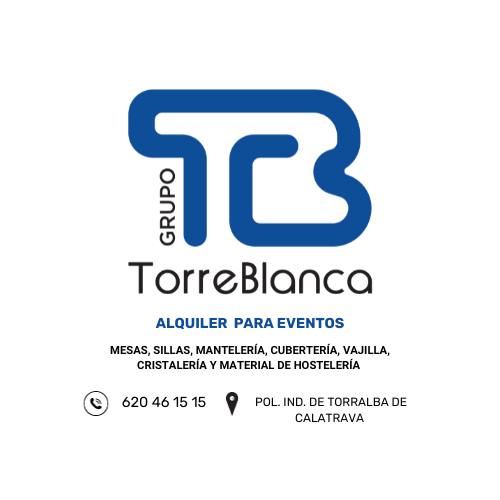 GRUPO
TB
TorreBlanca
ALQUILER PARA EVENTOS
MESAS, SILLAS, MANTELERÍA, CUBERTERÍA, VAJILLA,
CRISTALERÍA Y MATERIAL DE HOSTELERÍA
620 46 15 15
POL. IND. DE TORRALBA DE
CALATRAVA